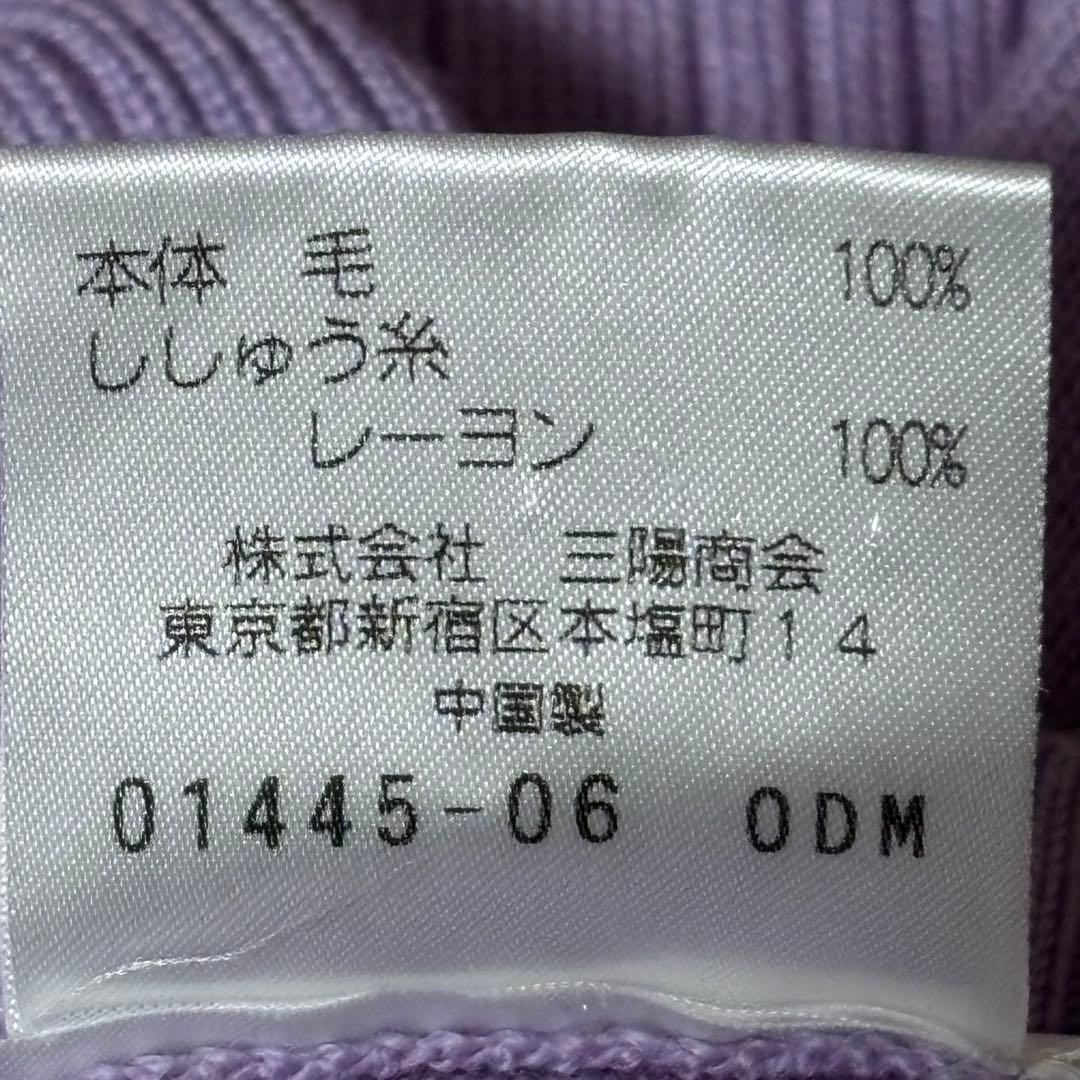 本体　毛　100%
ししゅう糸
レーヨン　100%
株式会社　三陽商会
東京都新宿区本塩町１４
中国製
01445-06 0DM